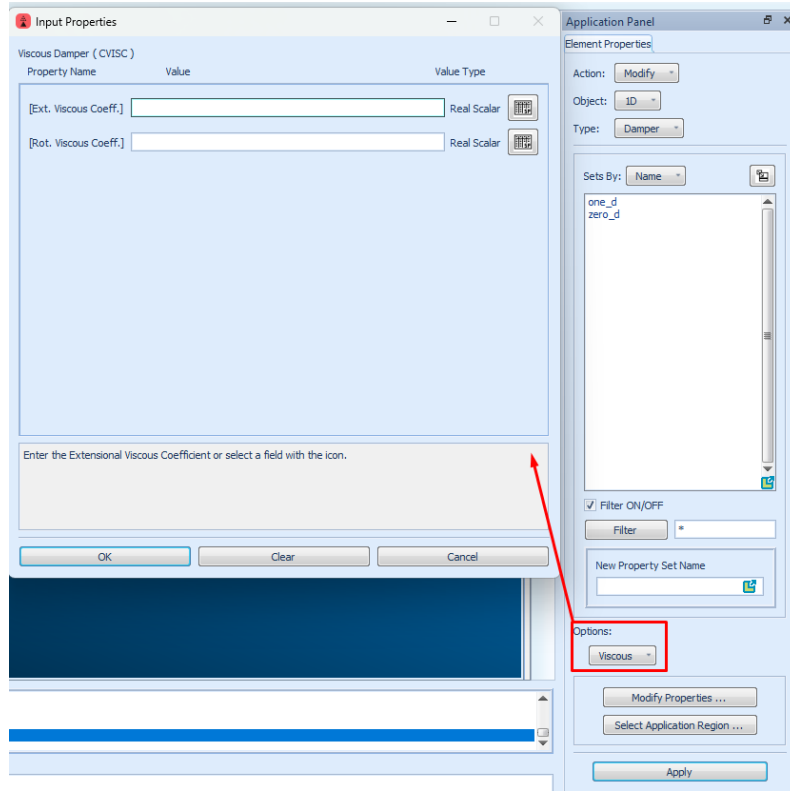 Input Properties
Viscous Damper ( CVISC )
Property Name Value Value Type
[Ext. Viscous Coeff.] Real Scalar
[Rot. Viscous Coeff.] Real Scalar
Enter the Extensional Viscous Coefficient or select a field with the icon.
OK Clear Cancel
Application Panel
Element Properties
Action: Modify
Object: 1D
Type: Damper
Sets By: Name
one_d
zero_d
Filter ON/OFF
Filter *
New Property Set Name
Options:
Viscous
Modify Properties ...
Select Application Region ...
Apply